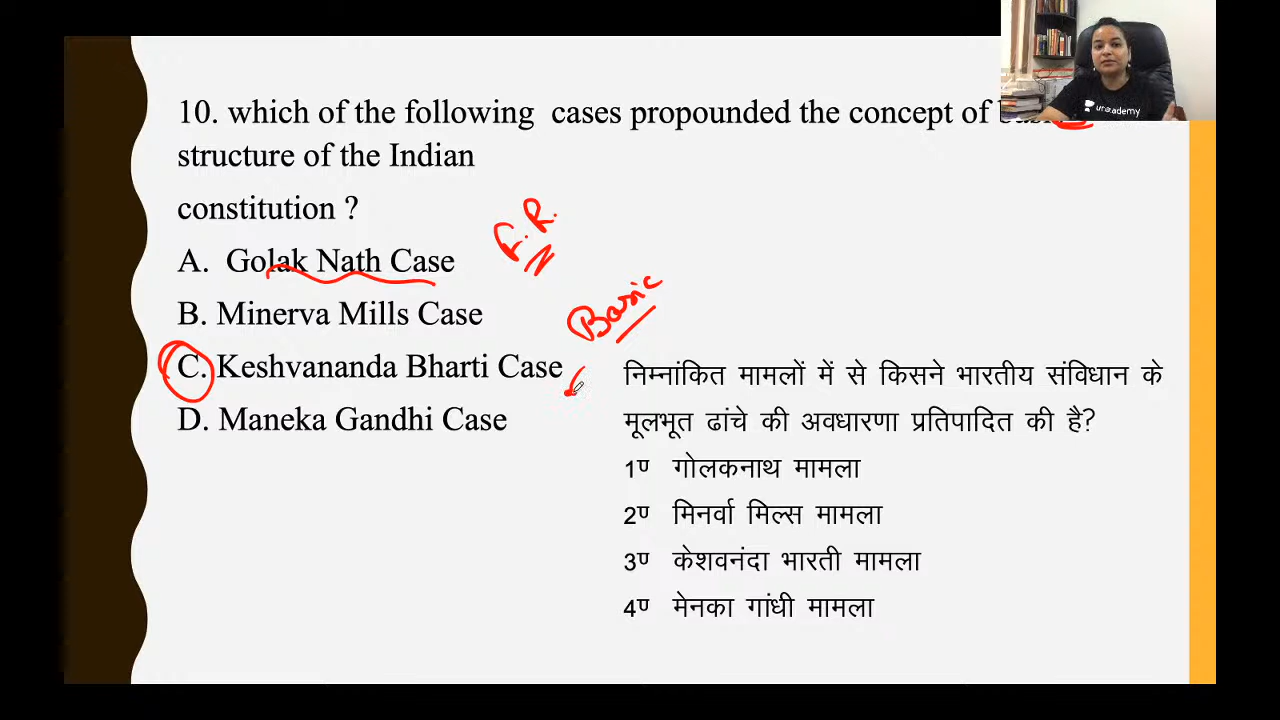 10. which of the following cases propounded the concept of
structure of the Indian
constitution ?
A. Golak Nath Case
F.R.
B. Minerva Mills Case
Basic
C. Keshvananda Bharti Case
D. Maneka Gandhi Case
निम्नांकित मामलों में से किसने भारतीय संविधान के
मूलभूत ढांचे की अवधारणा प्रतिपादित की है?
1ण गोलकनाथ मामला
2ण मिनर्वा मिल्स मामला
3ण केशवनंदा भारती मामला
4ण मेनका गांधी मामला
unacademy